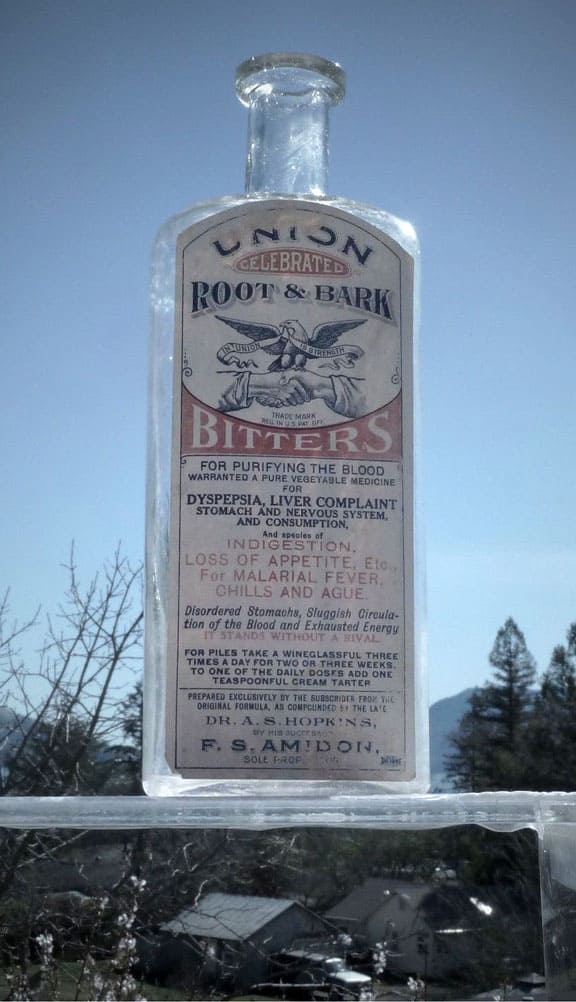 UNION
CELEBRATED
ROOT & BARK
IN UNION IS STRENGTH
TRADE MARK
REG. IN U.S. PAT. OFF.
BITTERS
FOR PURIFYING THE BLOOD
WARRANTED A PURE VEGETABLE MEDICINE
FOR
DYSPEPSIA, LIVER COMPLAINT
STOMACH AND NERVOUS SYSTEM,
AND CONSUMPTION,
And species of
INDIGESTION,
LOSS OF APPETITE, Etc.,
For MALARIAL FEVER,
CHILLS AND AGUE.
Disordered Stomachs, Sluggish Circula-
tion of the Blood and Exhausted Energy
IT STANDS WITHOUT A RIVAL.
FOR PILES TAKE A WINEGLASSFUL THREE
TIMES A DAY FOR TWO OR THREE WEEKS.
TO ONE OF THE DAILY DOSES ADD ONE
TEASPOONFUL CREAM TARTER
PREPARED EXCLUSIVELY BY THE SUBSCRIBER FROM THE
ORIGINAL FORMULA, AS COMPOUNDED BY THE LATE
DR. A. S. HOPKINS,
BY HIS SUCCESSOR
F. S. AMIDON,
SOLE